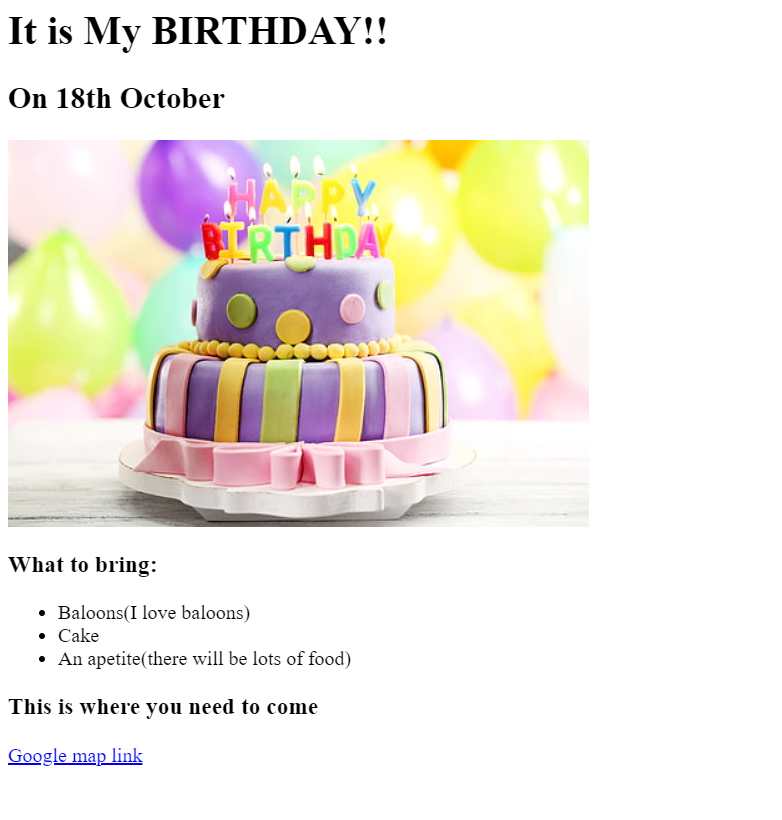 It is My BIRTHDAY!!
On 18th October
HAPPY
BIRTHDAY
What to bring:
Baloons(I love baloons)
Cake
An apetite(there will be lots of food)
This is where you need to come
Google map link